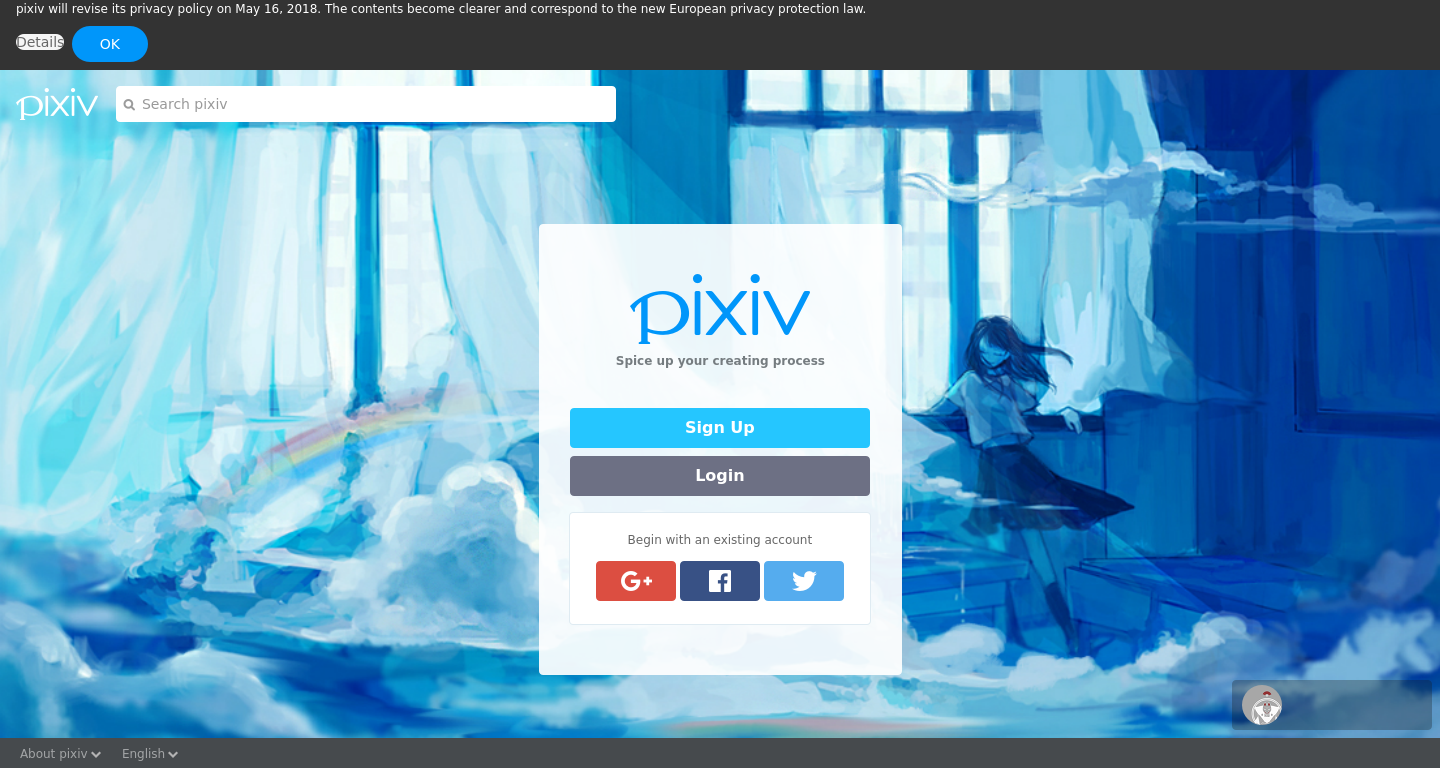 pixiv will revise its privacy policy on May 16, 2018. The contents become clearer and correspond to the new European privacy protection law.
Details OK
pixiv Search pixiv
pixiv
Spice up your creating process
Sign Up
Login
Begin with an existing account
G+
About pixiv English